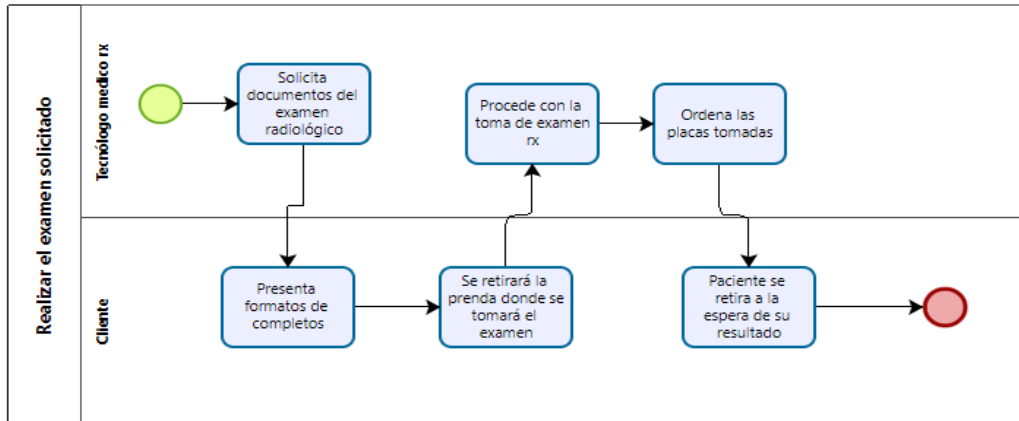 Realizar el examen solicitado
Tecnólogo medico rx
Solicita
documentos del
examen
radiológico
Procede con la
toma de examen
rx
Ordena las
placas tomadas
Cliente
Presenta
formatos de
completos
Se retirará la
prenda donde se
tomará el
examen
Paciente se
retira a la
espera de su
resultado